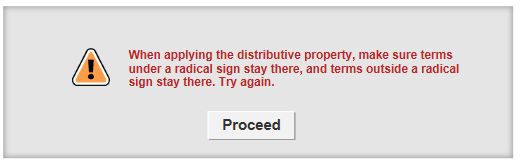 When applying the distributive property, make sure terms
under a radical sign stay there, and terms outside a radical
sign stay there. Try again.
Proceed